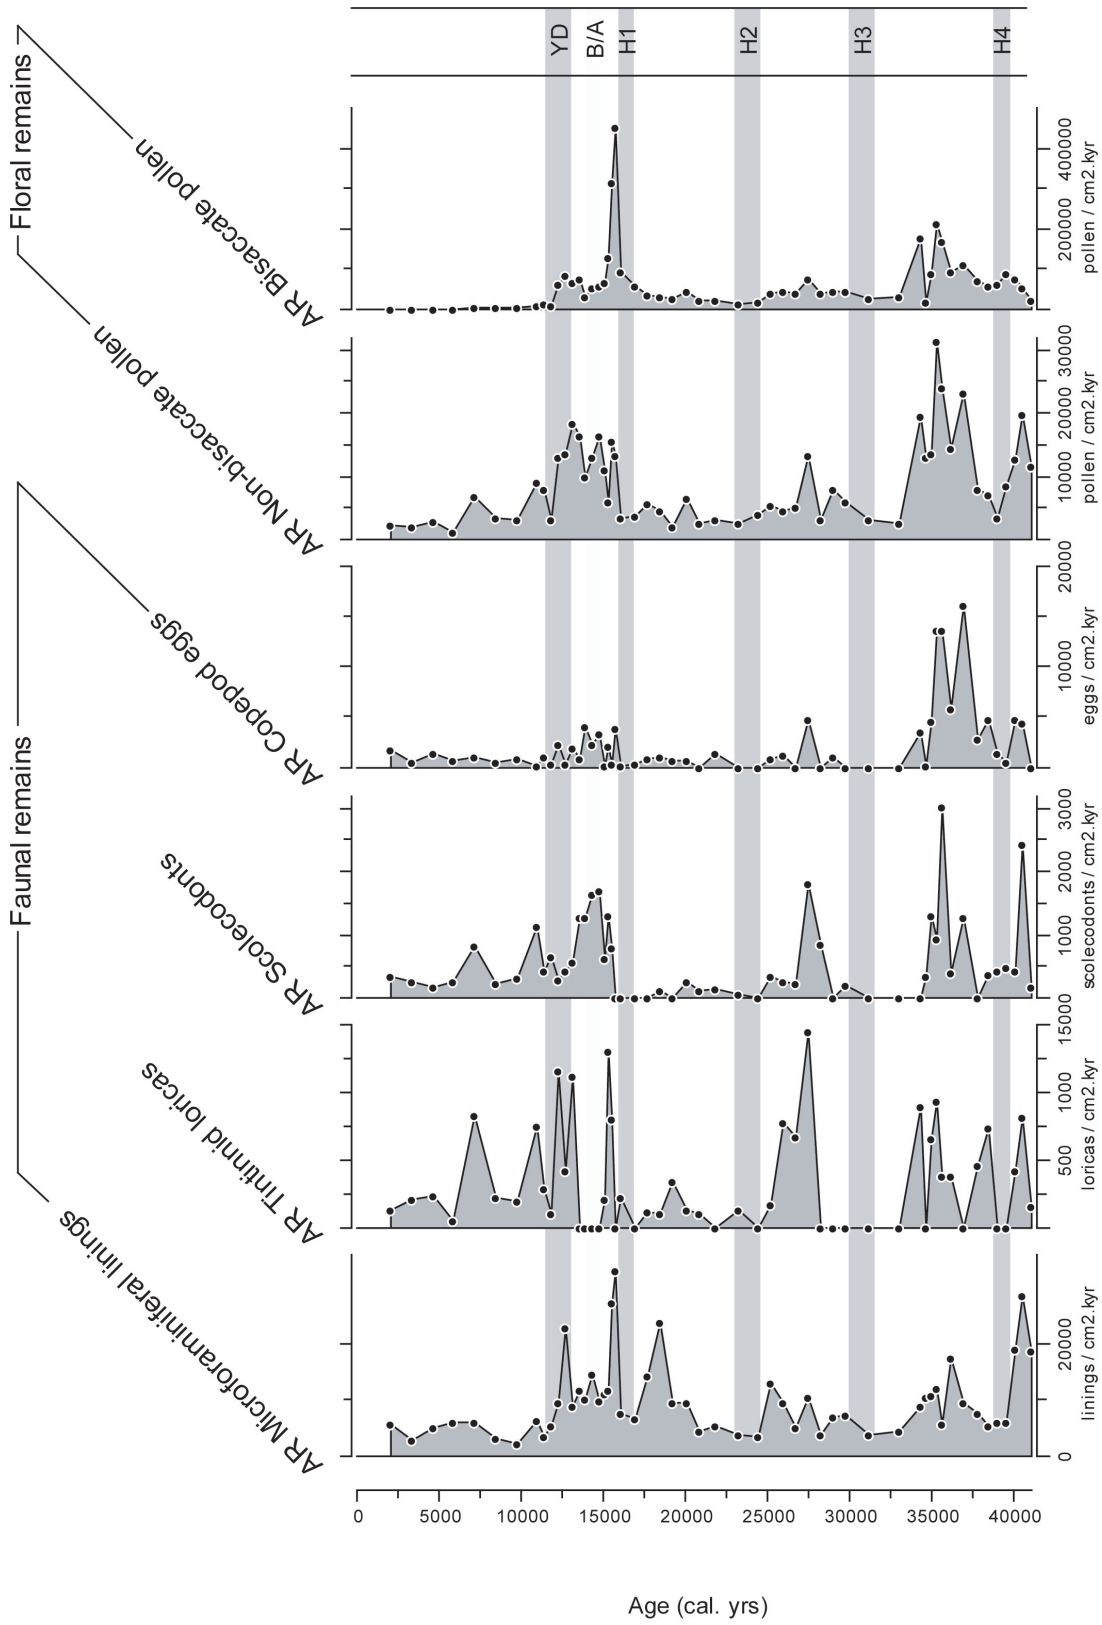 YD
B/A
H1
H2
H3
H4
Floral remains
AR Bisaccate pollen
200000
400000
pollen / cm2.kyr
AR Non-bisaccate pollen
10000
20000
30000
pollen / cm2.kyr
Faunal remains
AR Copepod eggs
10000
20000
eggs / cm2.kyr
AR Scolecodonts
0
1000
2000
3000
scolecodonts / cm2.kyr
AR Tintinnid loricas
500
1000
15000
loricas / cm2.kyr
AR Microforaminiferal linings
0
20000
linings / cm2.kyr
0 5000 10000 15000 20000 25000 30000 35000 40000
Age (cal. yrs)